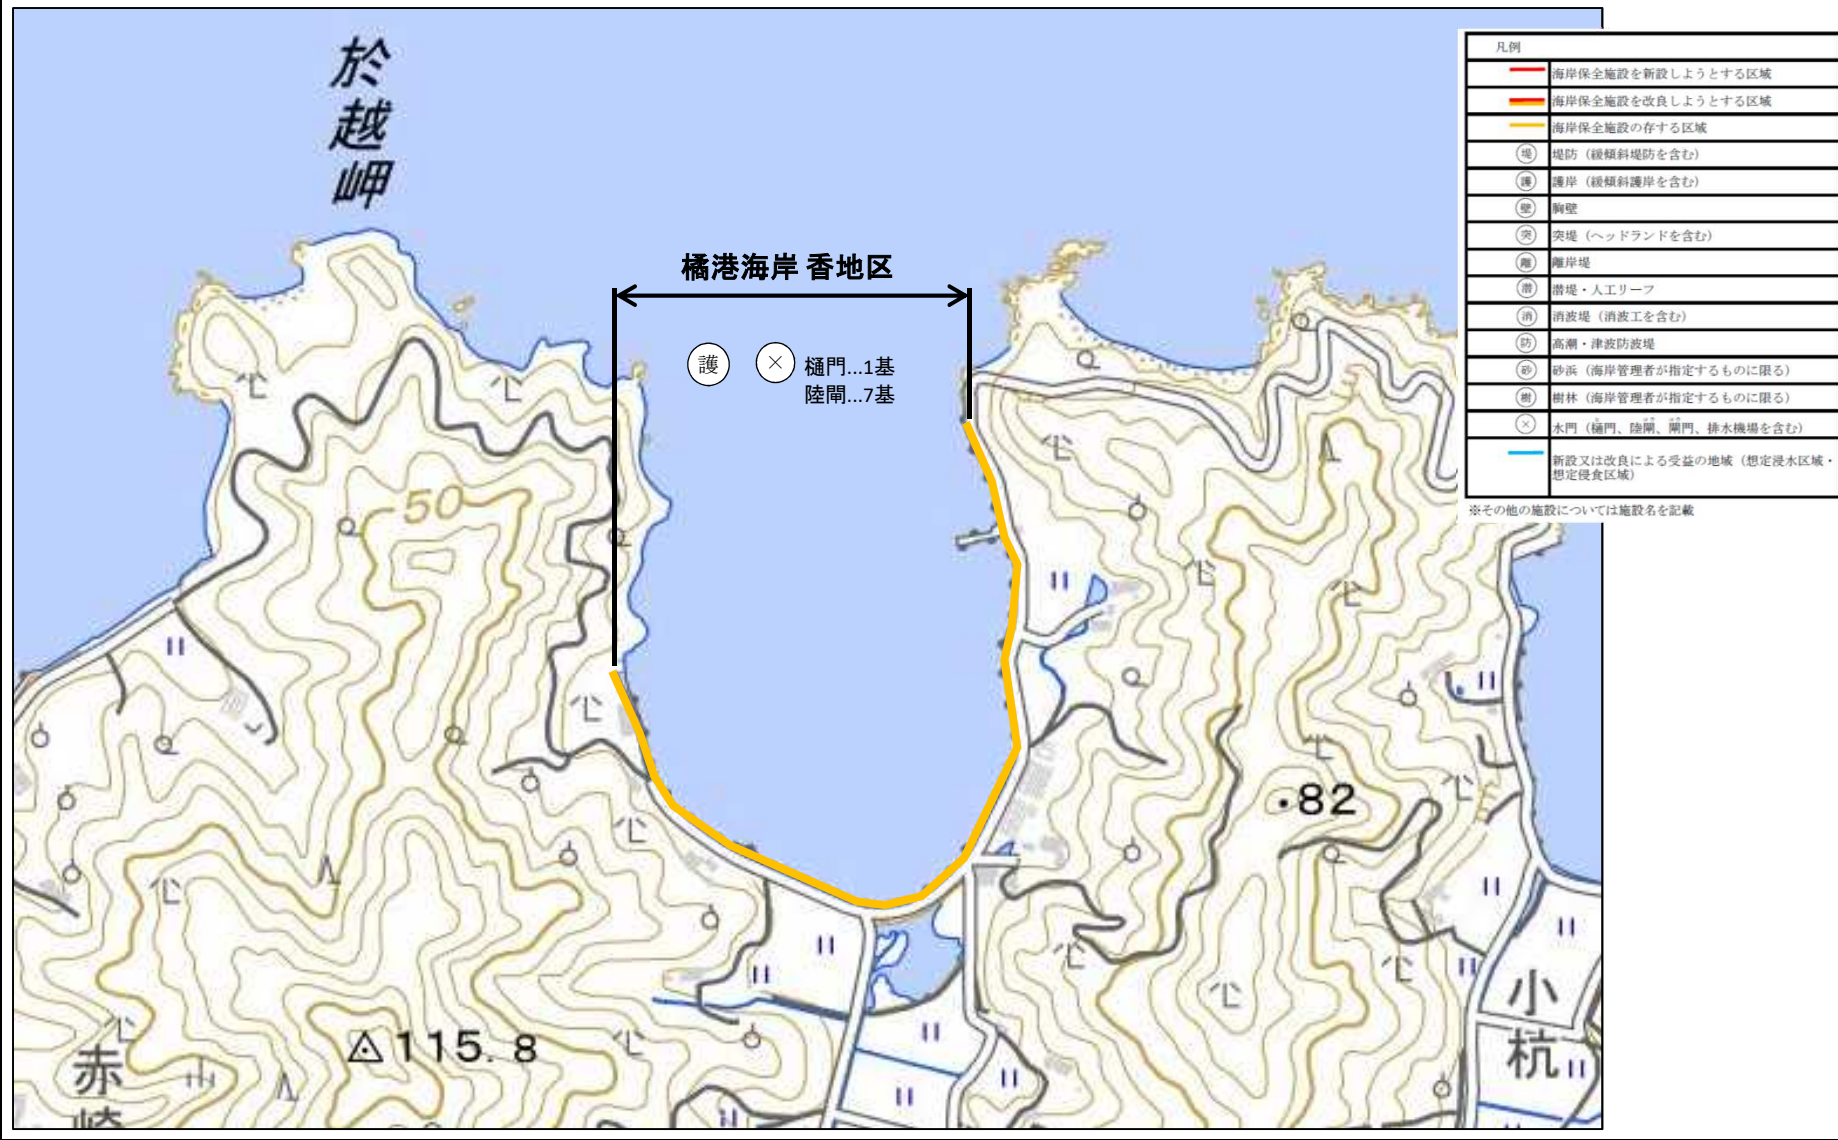 於越岬
橘港海岸 香地区
護 × 樋門…1基
陸閘…7基
50
・82
115.8
赤崎
小杭
凡例
海岸保全施設を新設しようとする区域
海岸保全施設を改良しようとする区域
海岸保全施設の存する区域
堤 堤防（緩傾斜堤防を含む）
護 護岸（緩傾斜護岸を含む）
壁 胸壁
突 突堤（ヘッドランドを含む）
離 離岸堤
潜 潜堤・人工リーフ
消 消波堤（消波工を含む）
防 高潮・津波防波堤
砂 砂浜（海岸管理者が指定するものに限る）
樹 樹林（海岸管理者が指定するものに限る）
× 水門（樋門、陸閘、閘門、排水機場を含む）
新設又は改良による受益の地域（想定浸水区域・
想定侵食区域）
※その他の施設については施設名を記載